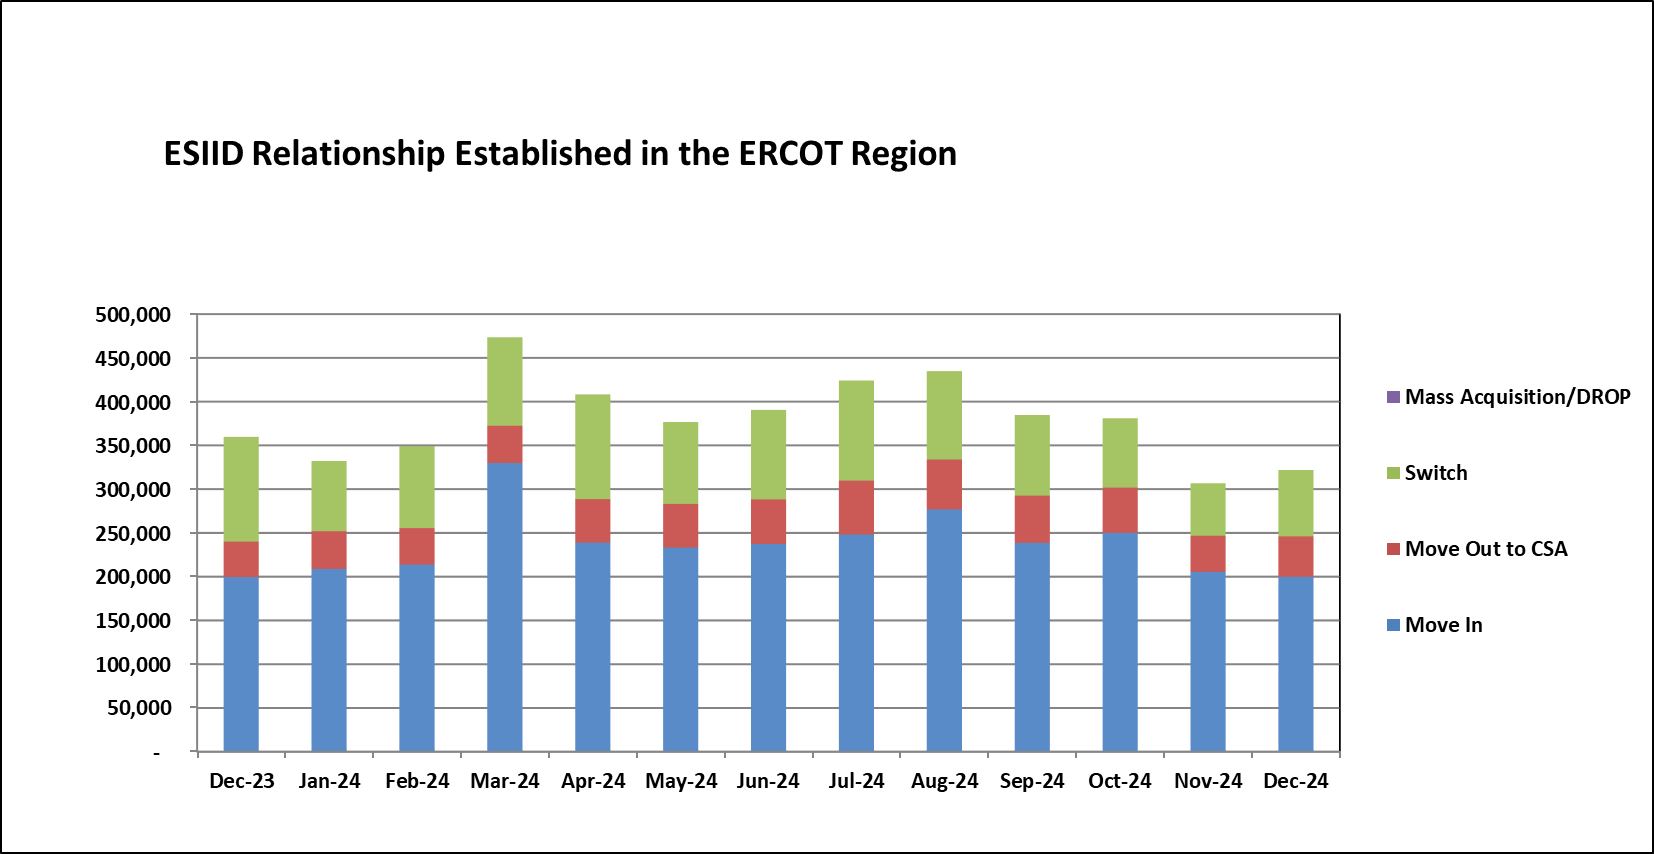 ESIID Relationship Established in the ERCOT Region
500,000
450,000
400,000
350,000
300,000
250,000
200,000
150,000
100,000
50,000
-
Dec-23 Jan-24 Feb-24 Mar-24 Apr-24 May-24 Jun-24 Jul-24 Aug-24 Sep-24 Oct-24 Nov-24 Dec-24
Mass Acquisition/DROP
Switch
Move Out to CSA
Move In